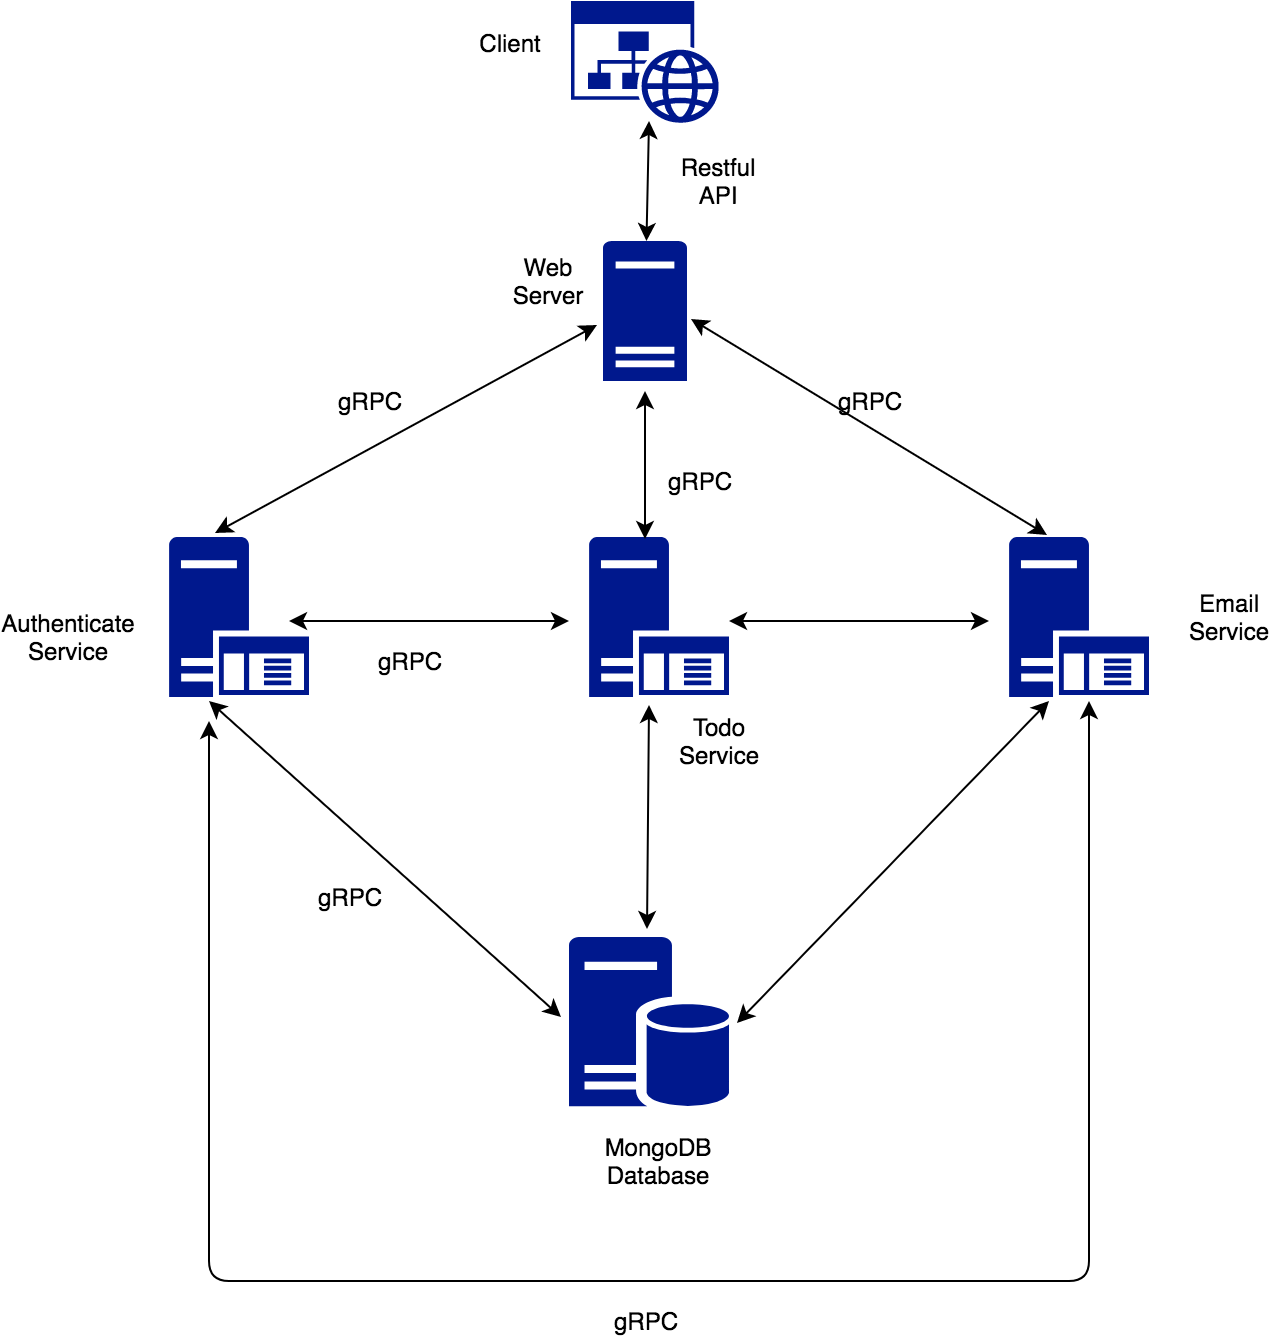 Client
Restful
API
Web
Server
gRPC
gRPC
gRPC
Authenticate
Service
gRPC
Email
Service
Todo
Service
gRPC
MongoDB
Database
gRPC